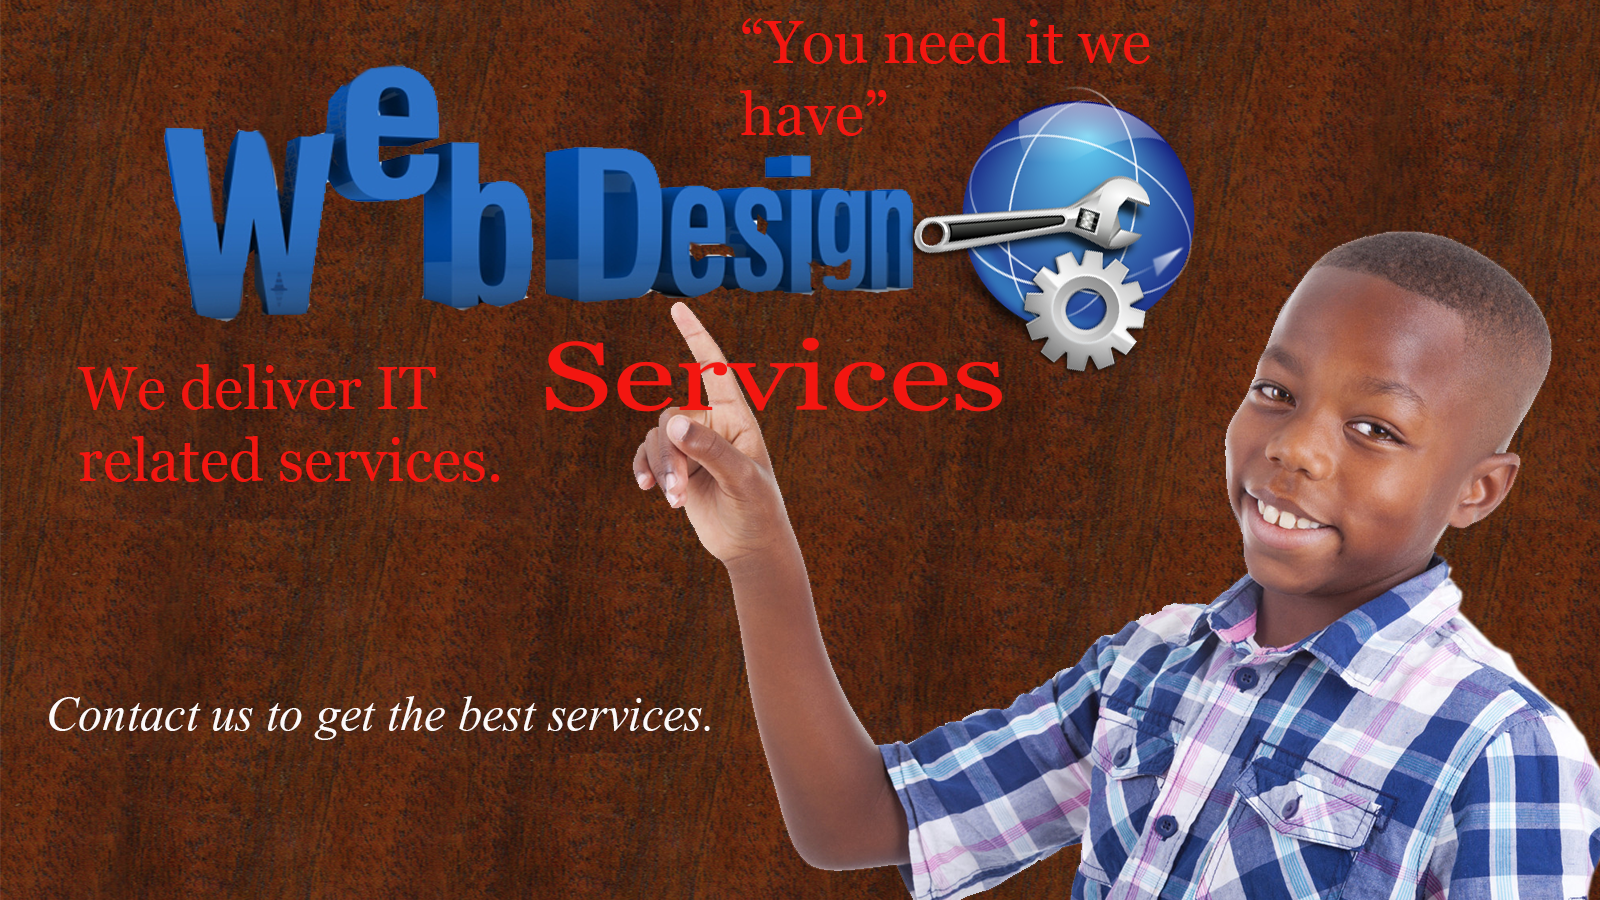 “You need it we
have”
Web Design
Services
We deliver IT
related services.
Contact us to get the best services.